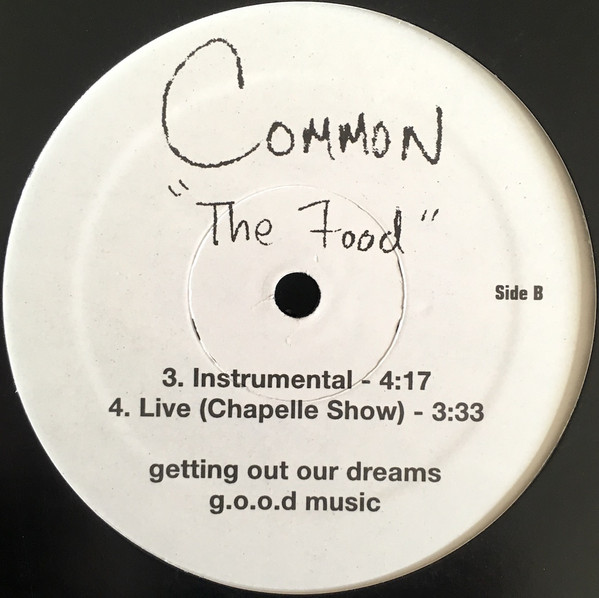 Common
"The Food"
Side B
3. Instrumental - 4:17
4. Live (Chapelle Show) - 3:33
getting out our dreams
g.o.o.d music